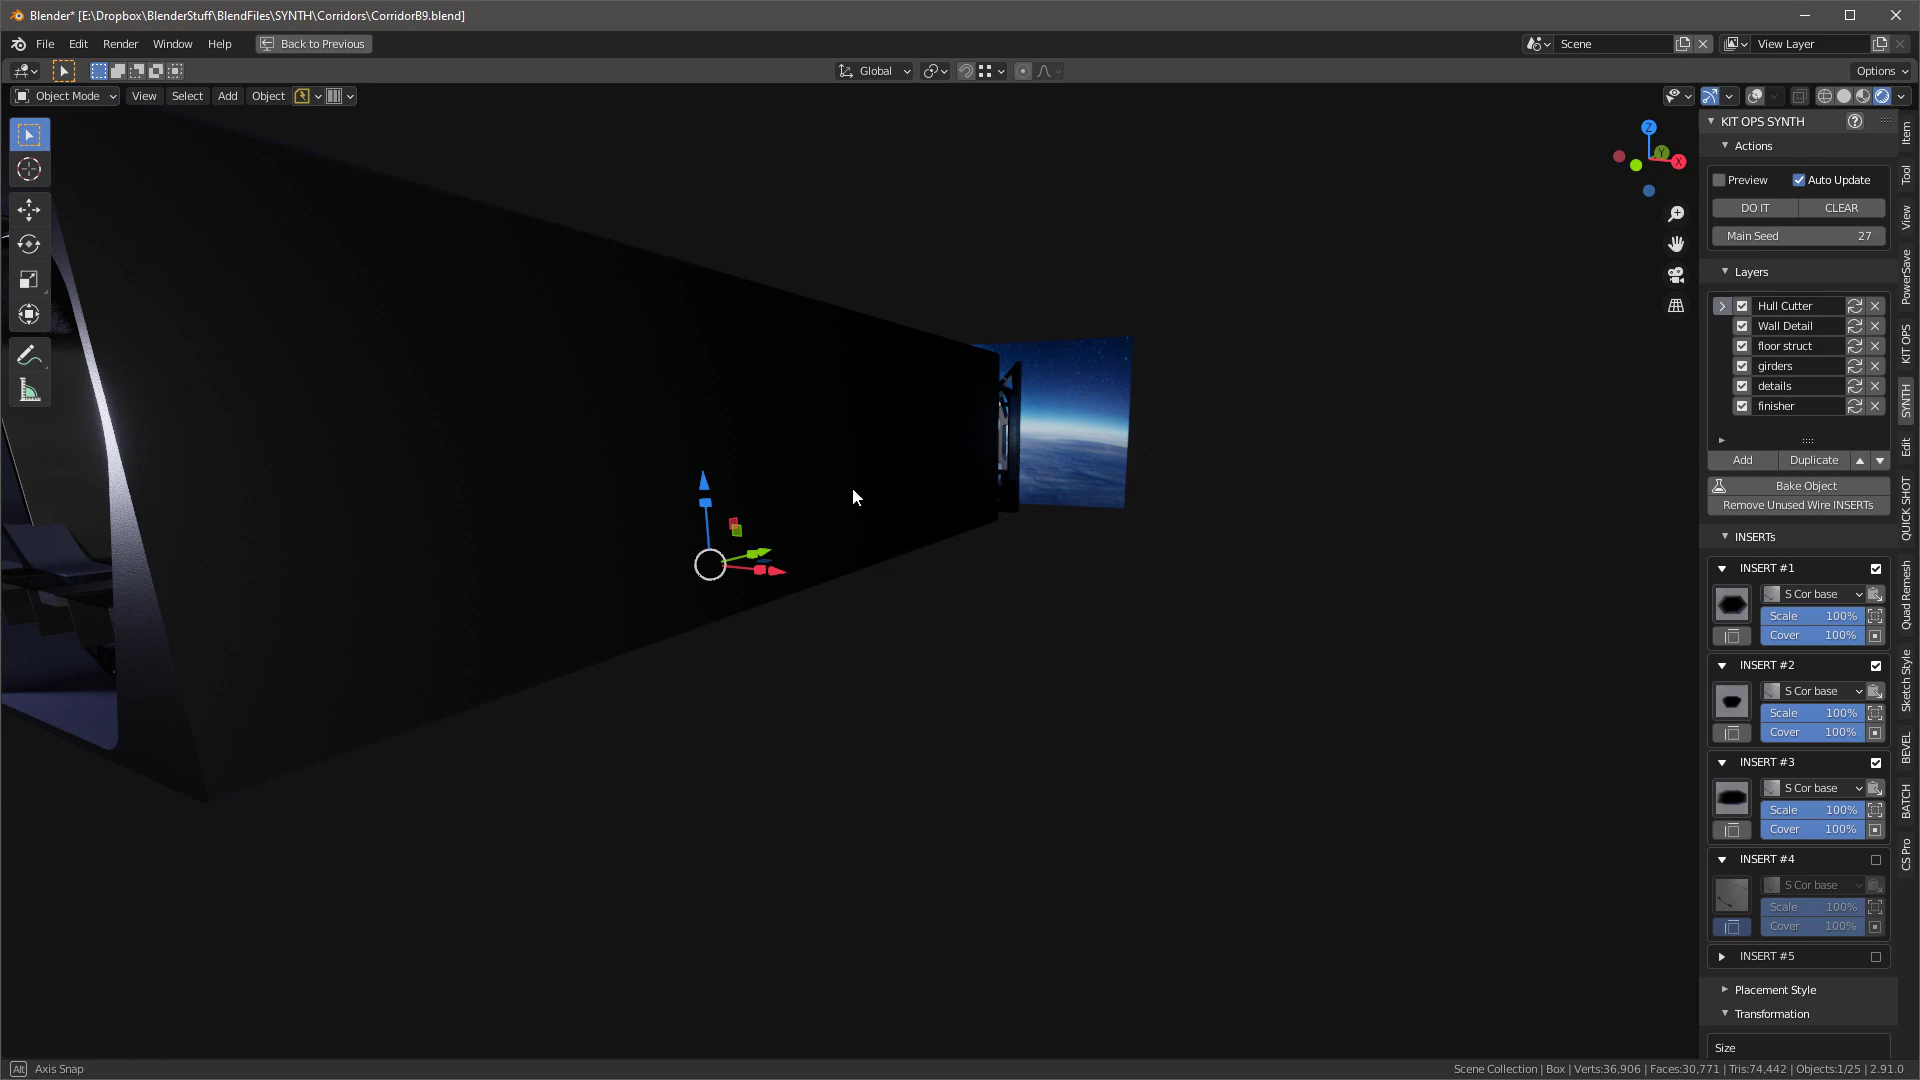 Blender* [E:\Dropbox\BlenderStuff\BlendFiles\SYNTH\Corridors\CorridorB9.blend]
File Edit Render Window Help Back to Previous
Scene
View Layer
Global
Options
Object Mode View Select Add Object
Z
Y
X
KIT OPS SYNTH
Actions
Preview Auto Update
DO IT CLEAR
Main Seed 27
Layers
Hull Cutter
Wall Detail
floor struct
girders
details
finisher
Add Duplicate
Bake Object
Remove Unused Wire INSERTs
INSERTs
INSERT #1
S Cor base
Scale 100%
Cover 100%
INSERT #2
S Cor base
Scale 100%
Cover 100%
INSERT #3
S Cor base
Scale 100%
Cover 100%
INSERT #4
S Cor base
Scale 100%
Cover 100%
INSERT #5
Placement Style
Transformation
Size
Item
Tool
View
PowerSave
KIT OPS
SYNTH
Edit
QUICK SHOT
Quad Remesh
Sketch Style
BEVEL
BATCH
CS Pro
Alt Axis Snap
Scene Collection | Box | Verts:36,906 | Faces:30,771 | Tris:74,442 | Objects:1/25 | 2.91.0